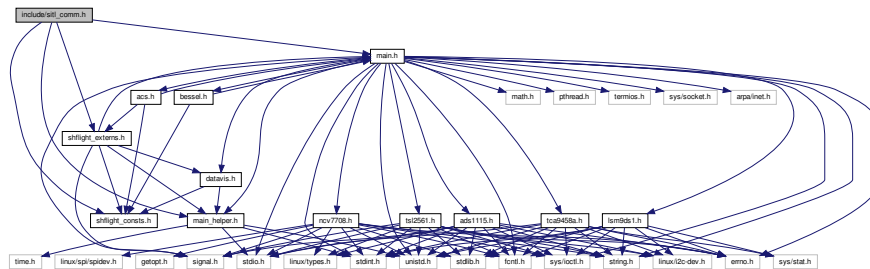 include/sitl_comm.h
main.h
acs.h
bessel.h
math.h
pthread.h
termios.h
sys/socket.h
arpa/inet.h
shflight_externs.h
datavis.h
shflight_consts.h
main_helper.h
ncv7708.h
tsl2561.h
ads1115.h
tca9458a.h
lsm9ds1.h
time.h
linux/spi/spidev.h
getopt.h
signal.h
stdio.h
linux/types.h
stdint.h
unistd.h
stdlib.h
fcntl.h
sys/ioctl.h
string.h
linux/i2c-dev.h
errno.h
sys/stat.h